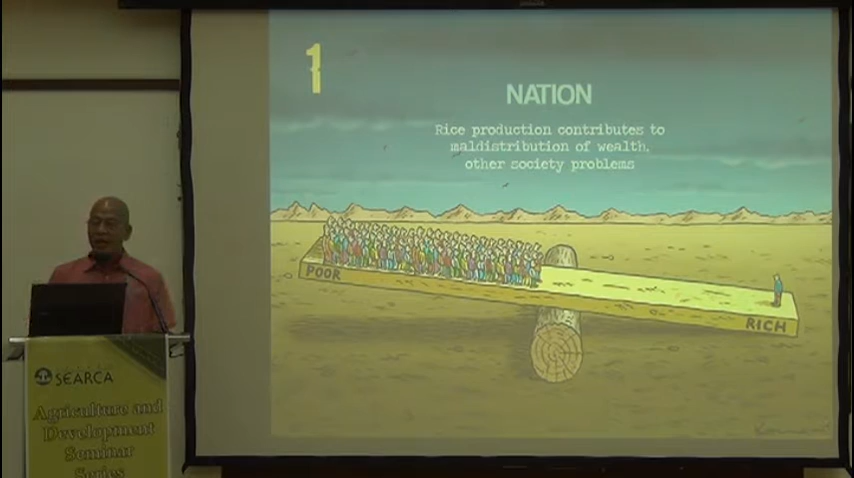 1
NATION
Rice production contributes to
maldistribution of wealth,
other society problems
POOR
RICH
SEARCA
Agriculture and
Development
Seminar
Series